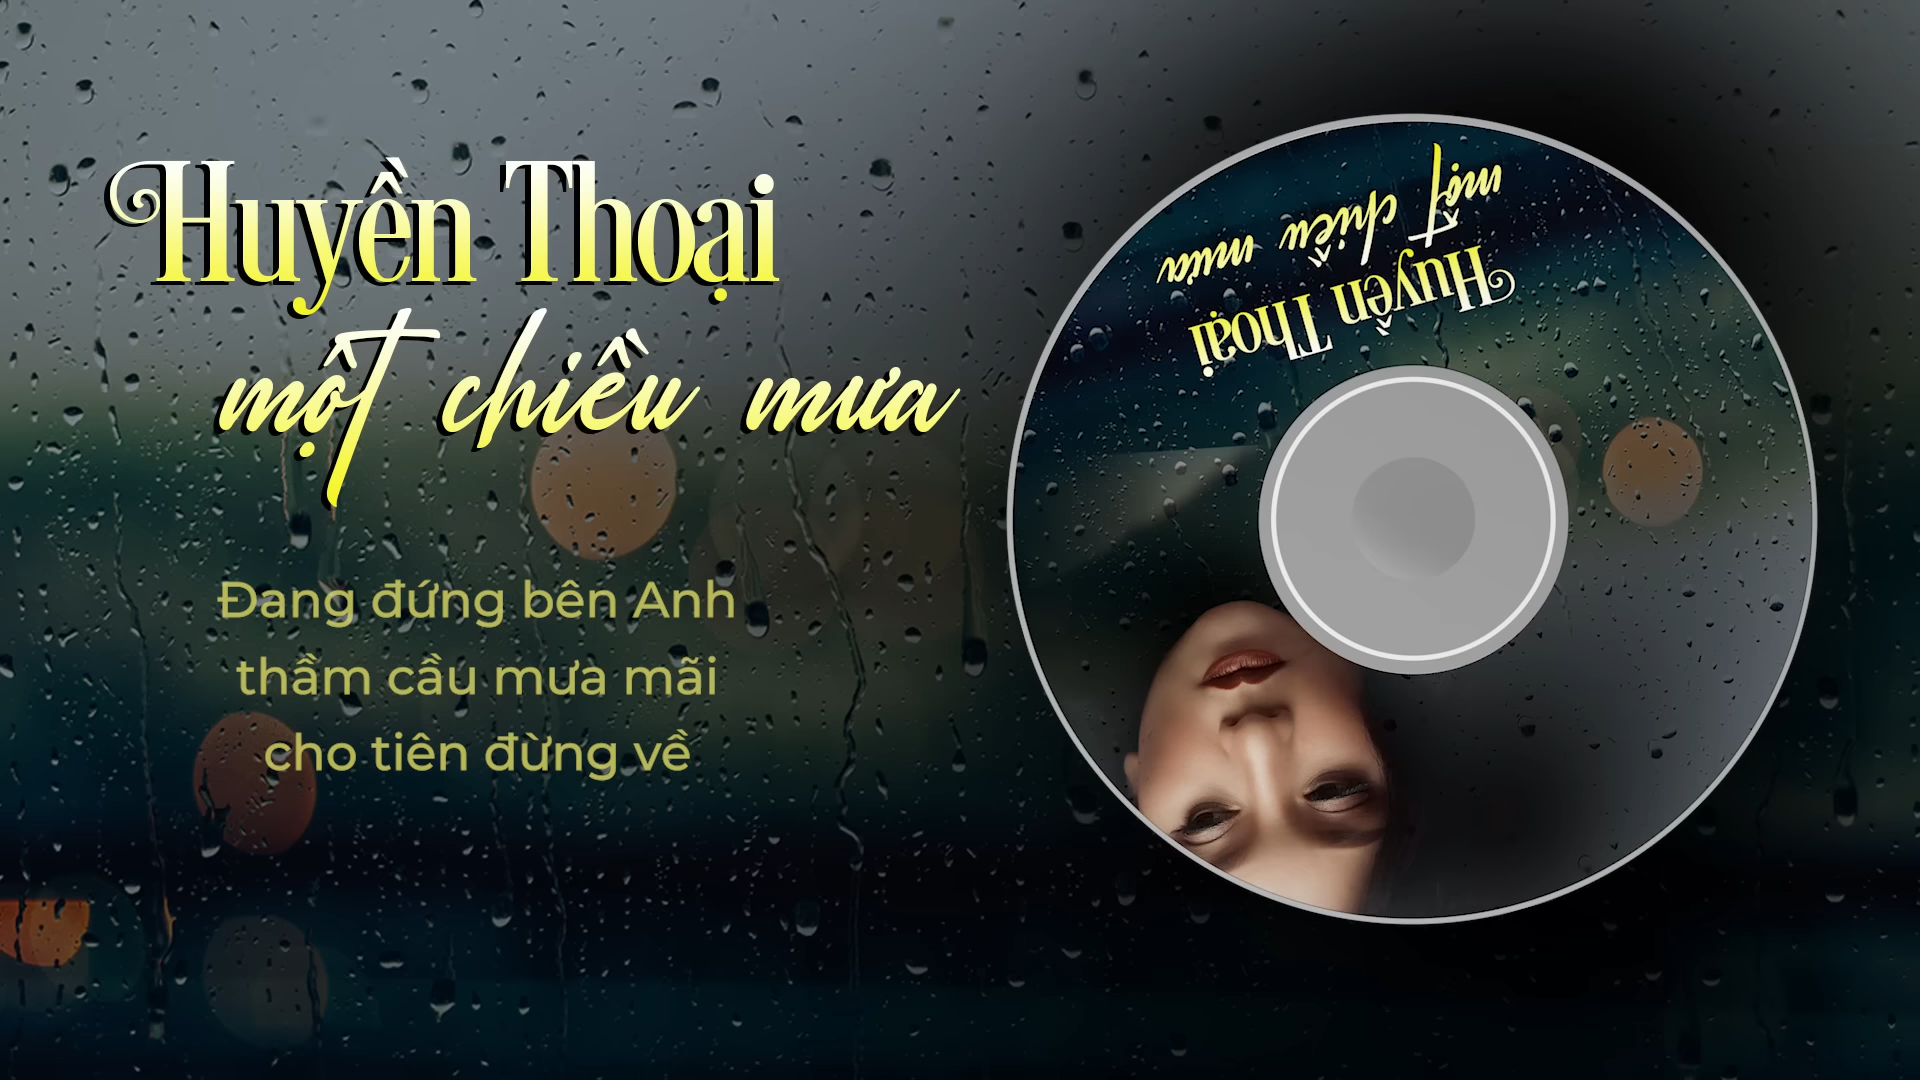 Huyền Thoại
một chiều mưa
Đang đứng bên Anh
thầm cầu mưa mãi
cho tiên đừng về
Huyền Thoại
một chiều mưa